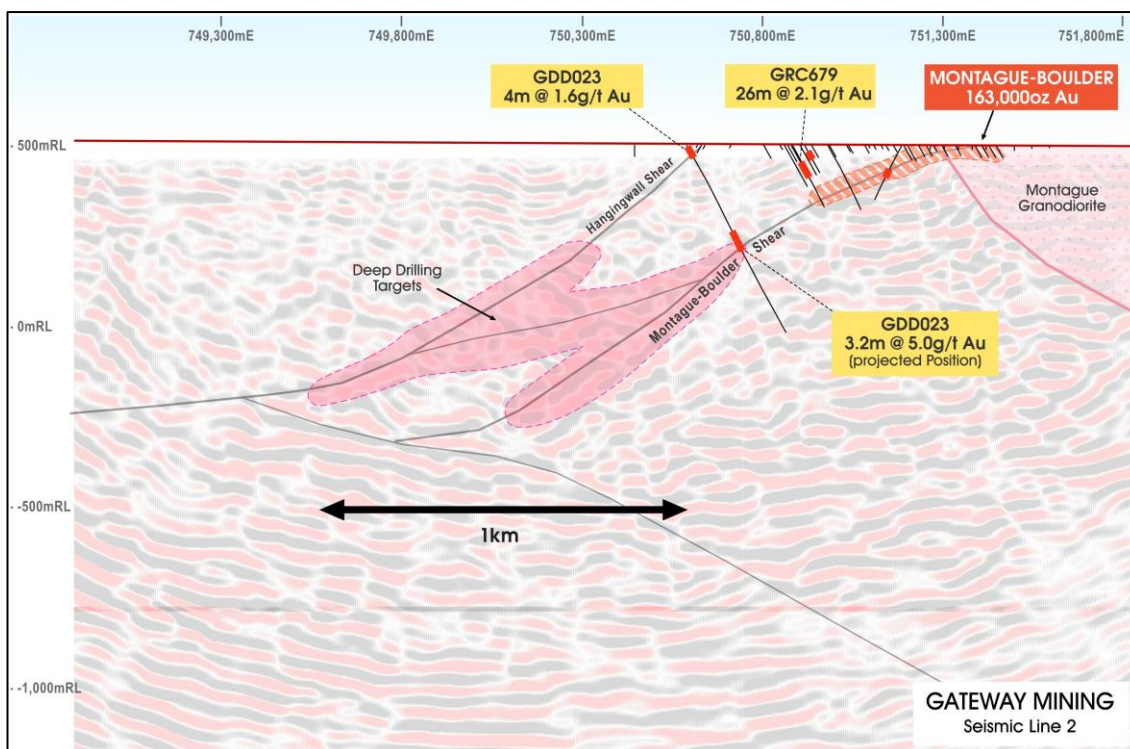 749,300mE
749,800mE
750,300mE
750,800mE
751,300mE
751,800mE
GDD023
4m @ 1.6g/t Au
GRC679
26m @ 2.1g/t Au
MONTAGUE-BOULDER
163,000oz Au
500mRL
Hangingwall Shear
Montague
Granodiorite
Deep Drilling
Targets
Montague-Boulder Shear
0mRL
GDD023
3.2m @ 5.0g/t Au
(projected Position)
-500mRL
1km
-1,000mRL
GATEWAY MINING
Seismic Line 2